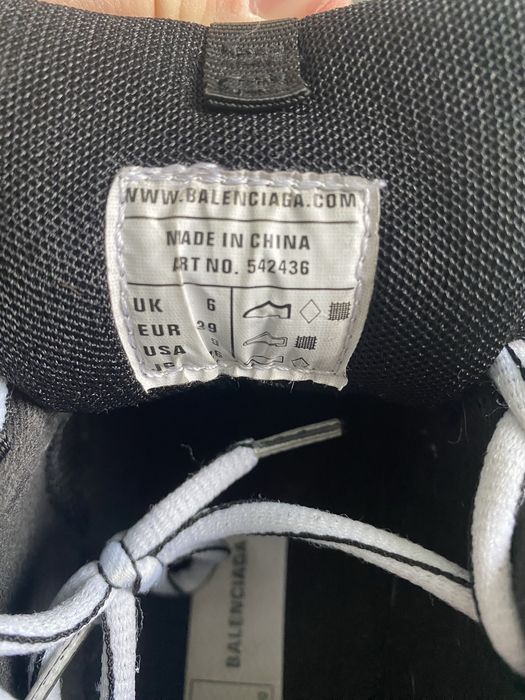 WWW.BALENCIAGA.COM
MADE IN CHINA
ART NO. 542436
UK 6
EUR 39
USA
BALENCIAGA